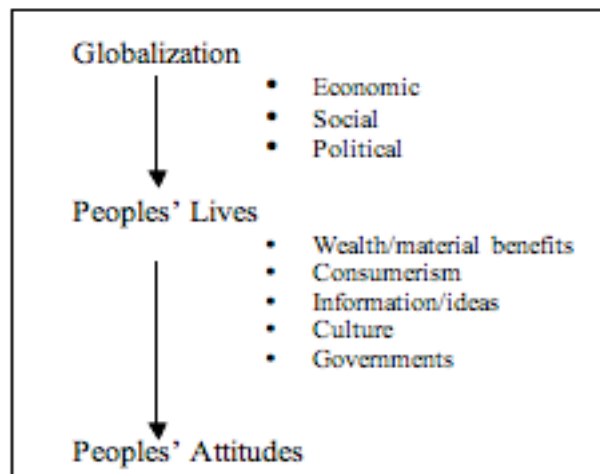 Globalization
• Economic
• Social
• Political
Peoples' Lives
• Wealth/material benefits
• Consumerism
• Information/ideas
• Culture
• Governments
Peoples' Attitudes